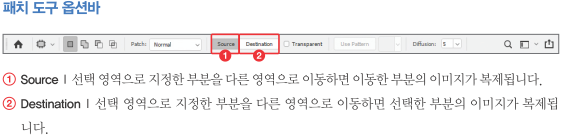 패치 도구 옵션바
Patch: Normal Source Destination Transparent Use Pattern Diffusion: 5
1 2
① Source | 선택 영역으로 지정한 부분을 다른 영역으로 이동하면 이동한 부분의 이미지가 복제됩니다.
② Destination | 선택 영역으로 지정한 부분을 다른 영역으로 이동하면 선택한 부분의 이미지가 복제됩
니다.